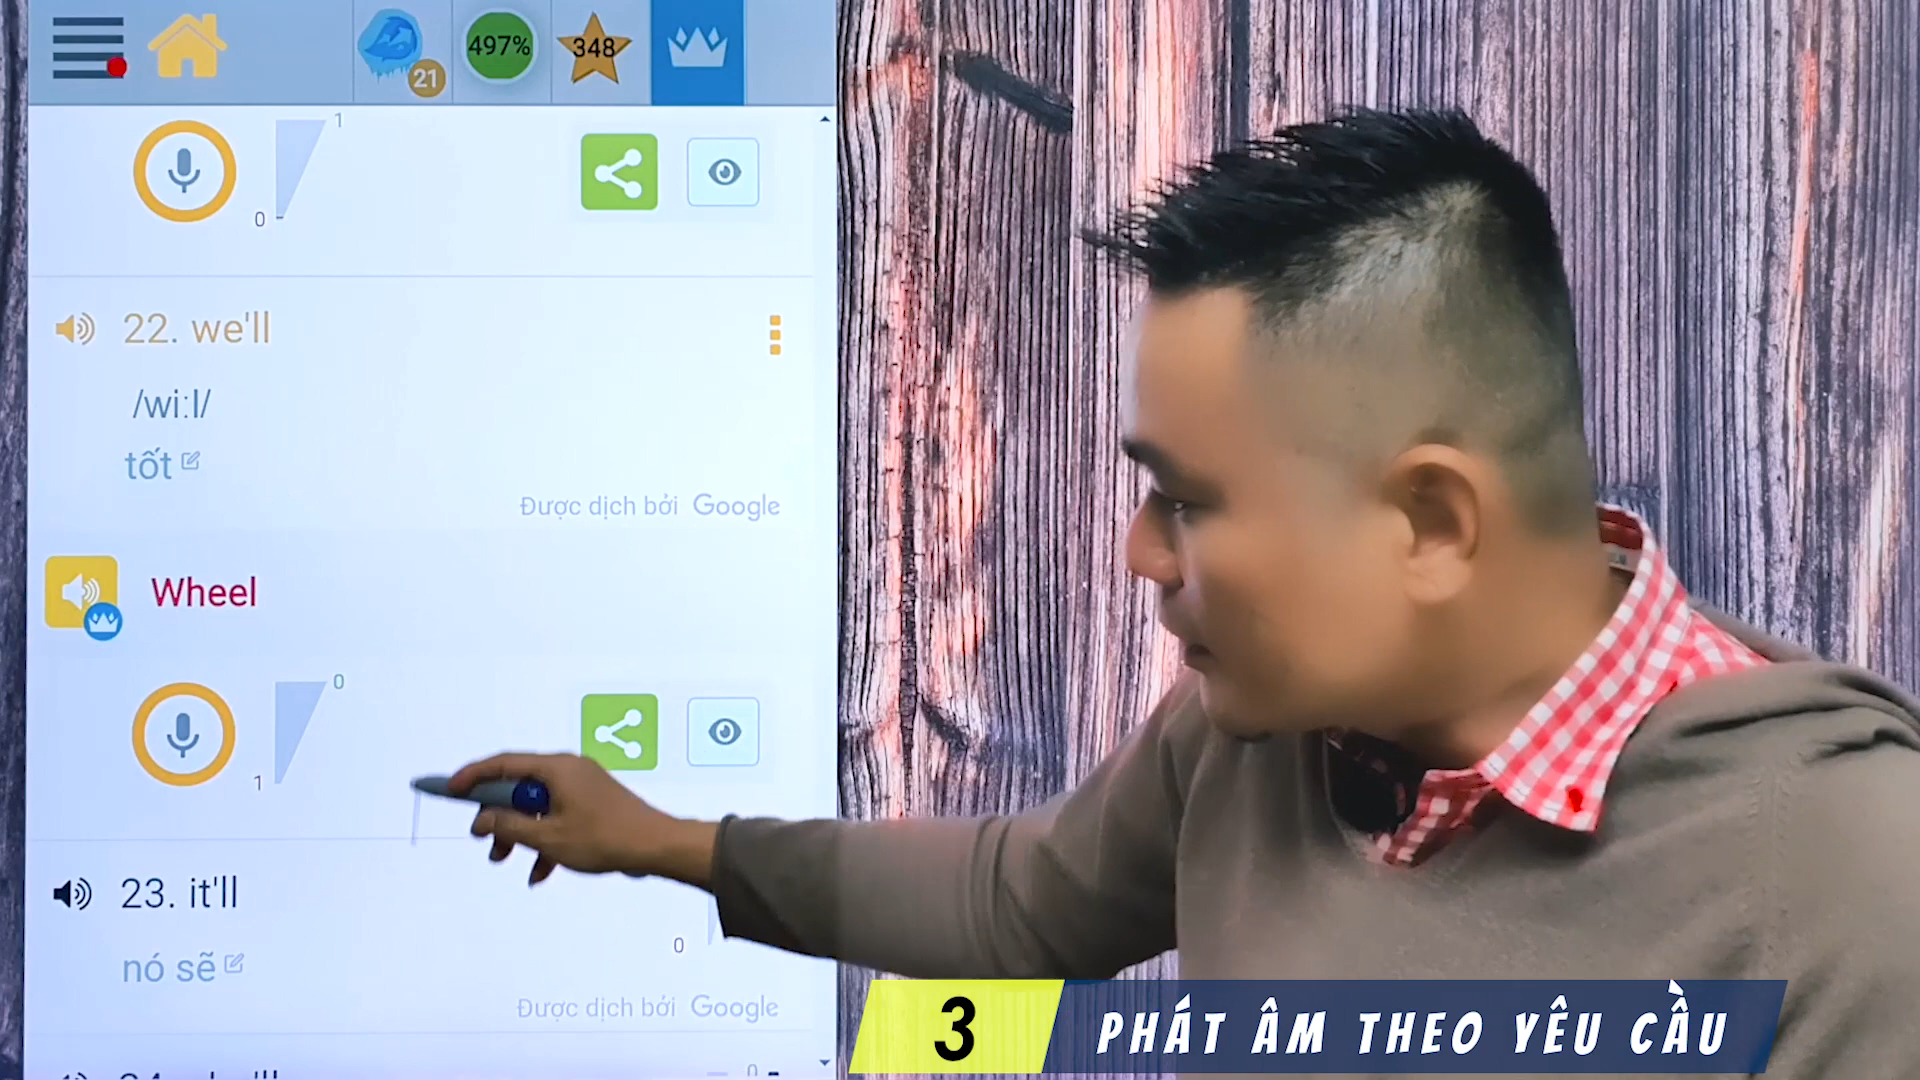 21
497%
348
1
0
22. we'll
/wi:l/
tốt
Được dịch bởi Google
Wheel
0
1
23. it'll
0
nó sẽ
Được dịch bởi Google
0
3 PHÁT ÂM THEO YÊU CẦU